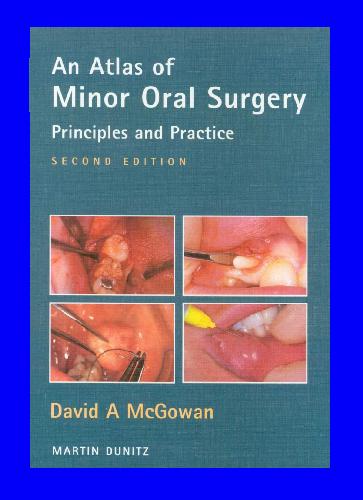 An Atlas of
Minor Oral Surgery
Principles and Practice
SECOND EDITION
David A McGowan
MARTIN DUNITZ